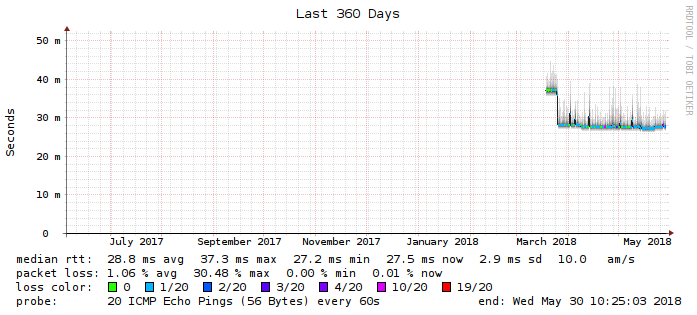 Last 360 Days
RRDTOOL / TOBI OETIKER
Seconds
50 m
40 m
30 m
20 m
10 m
0
July 2017 September 2017 November 2017 January 2018 March 2018 May 2018
median rtt: 28.8 ms avg 37.3 ms max 27.2 ms min 27.5 ms now 2.9 ms sd 10.0 am/s
packet loss: 1.06 % avg 30.48 % max 0.00 % min 0.01 % now
loss color: 0 1/20 2/20 3/20 4/20 10/20 19/20
probe: 20 ICMP Echo Pings (56 Bytes) every 60s end: Wed May 30 10:25:03 2018